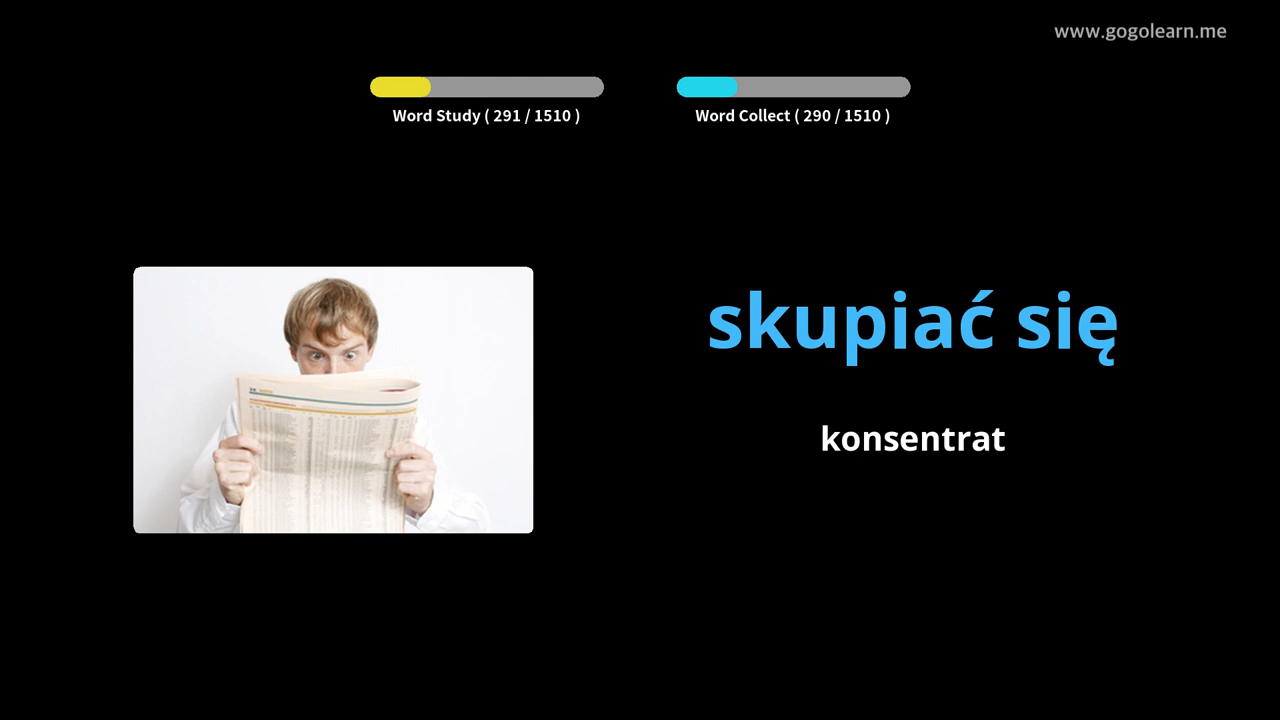 www.gogolearn.me
Word Study ( 291 / 1510 )
Word Collect ( 290 / 1510 )
skupiać się
konsentrat